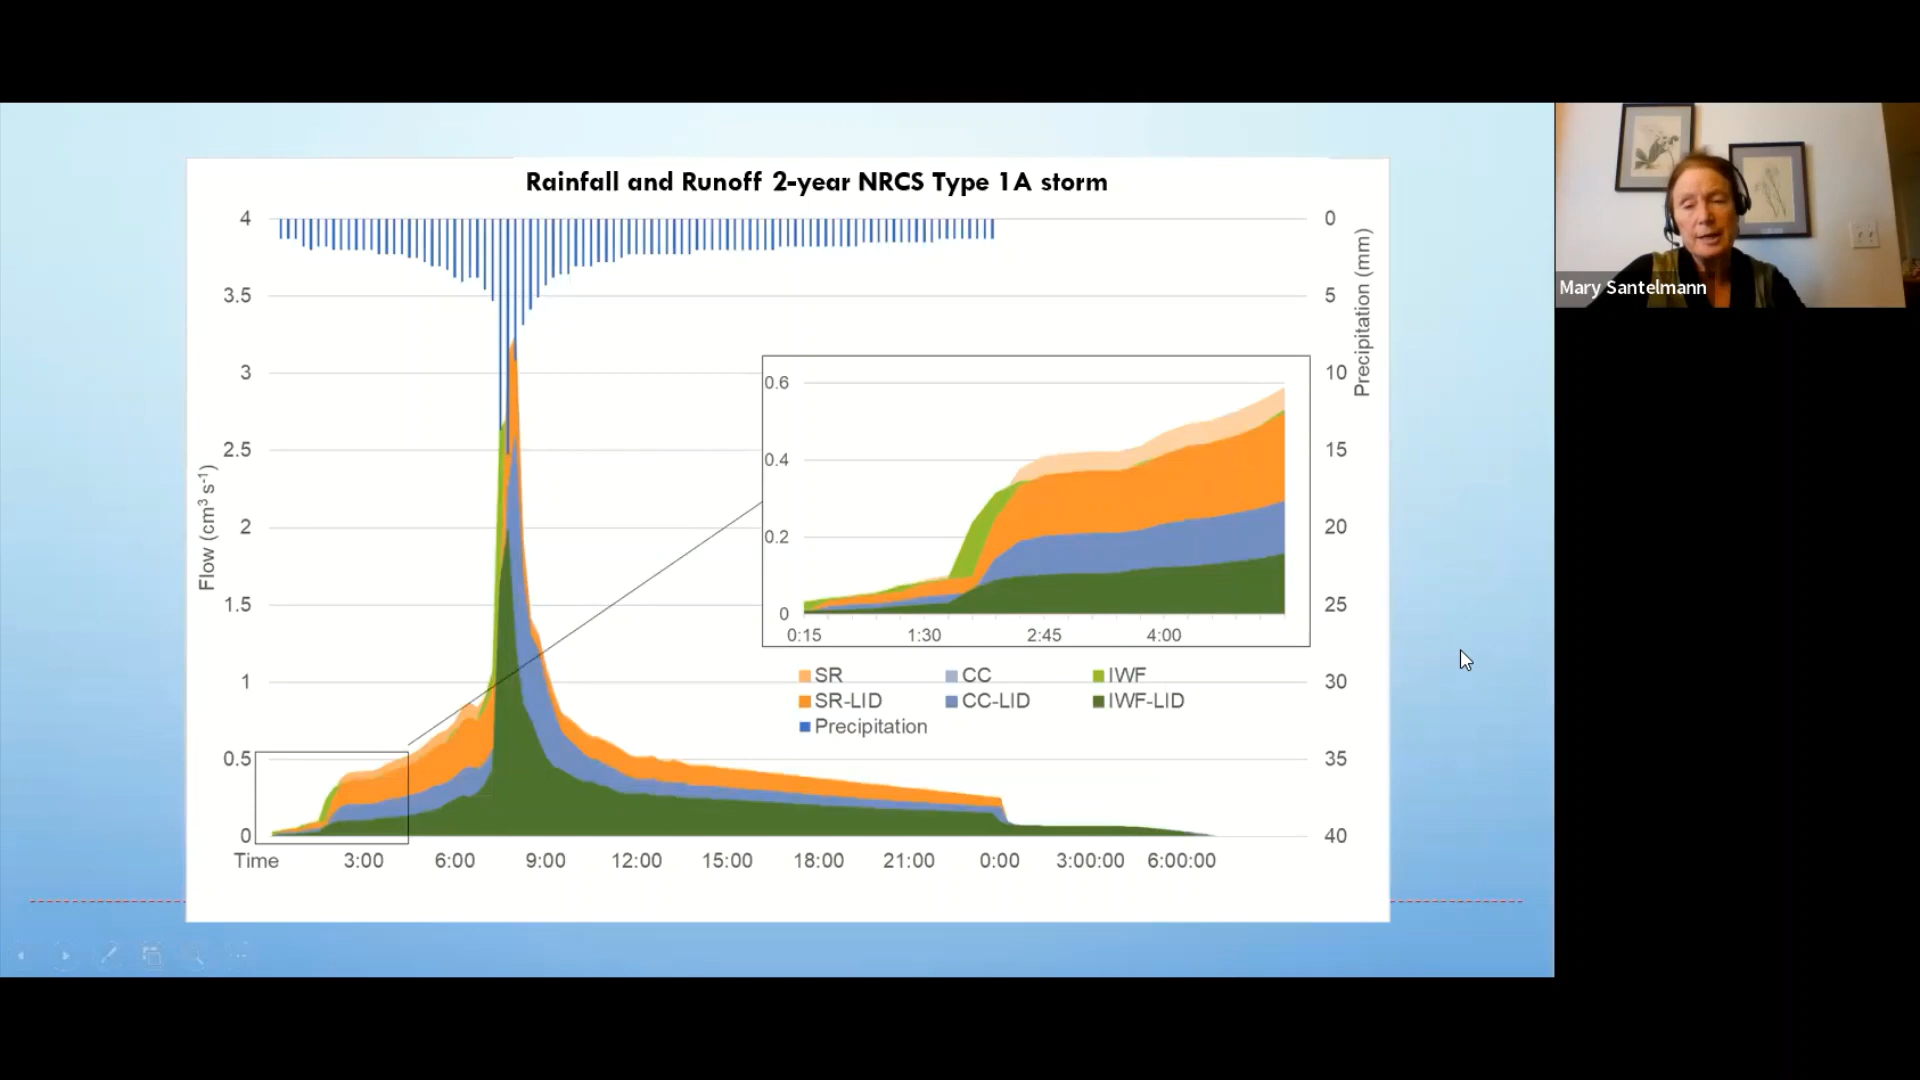 Rainfall and Runoff 2-year NRCS Type 1A storm
4
3.5
3
2.5
2
1.5
1
0.5
0
Flow (cm³ s⁻¹)
0
5
10
15
20
25
30
35
40
Precipitation (mm)
0.6
0.4
0.2
0
0:15 1:30 2:45 4:00
SR CC IWF
SR-LID CC-LID IWF-LID
Precipitation
Time 3:00 6:00 9:00 12:00 15:00 18:00 21:00 0:00 3:00:00 6:00:00
Mary Santelmann